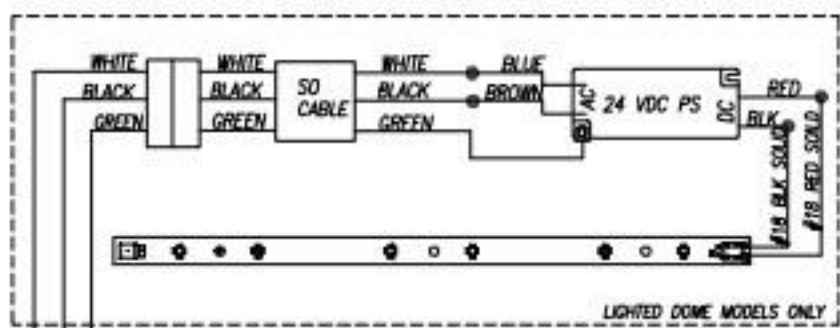 WHITE WHITE WHITE BLUE
BLACK SO CABLE BLACK BROWN AC 24 VDC PS DC RED
GREEN GREEN GREEN BLK
BLACK
#18 BLK SOLID
#18 RED SOILD
LIGHTED DOME MODELS ONLY